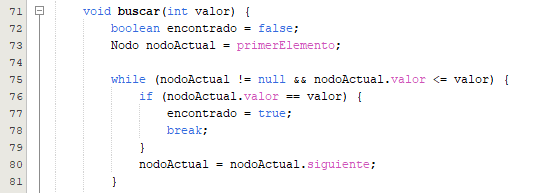 71 void buscar(int valor) {
72 boolean encontrado = false;
73 Nodo nodoActual = primerElemento;
74
75 while (nodoActual != null && nodoActual.valor <= valor) {
76 if (nodoActual.valor == valor) {
77 encontrado = true;
78 break;
79 }
80 nodoActual = nodoActual.siguiente;
81 }